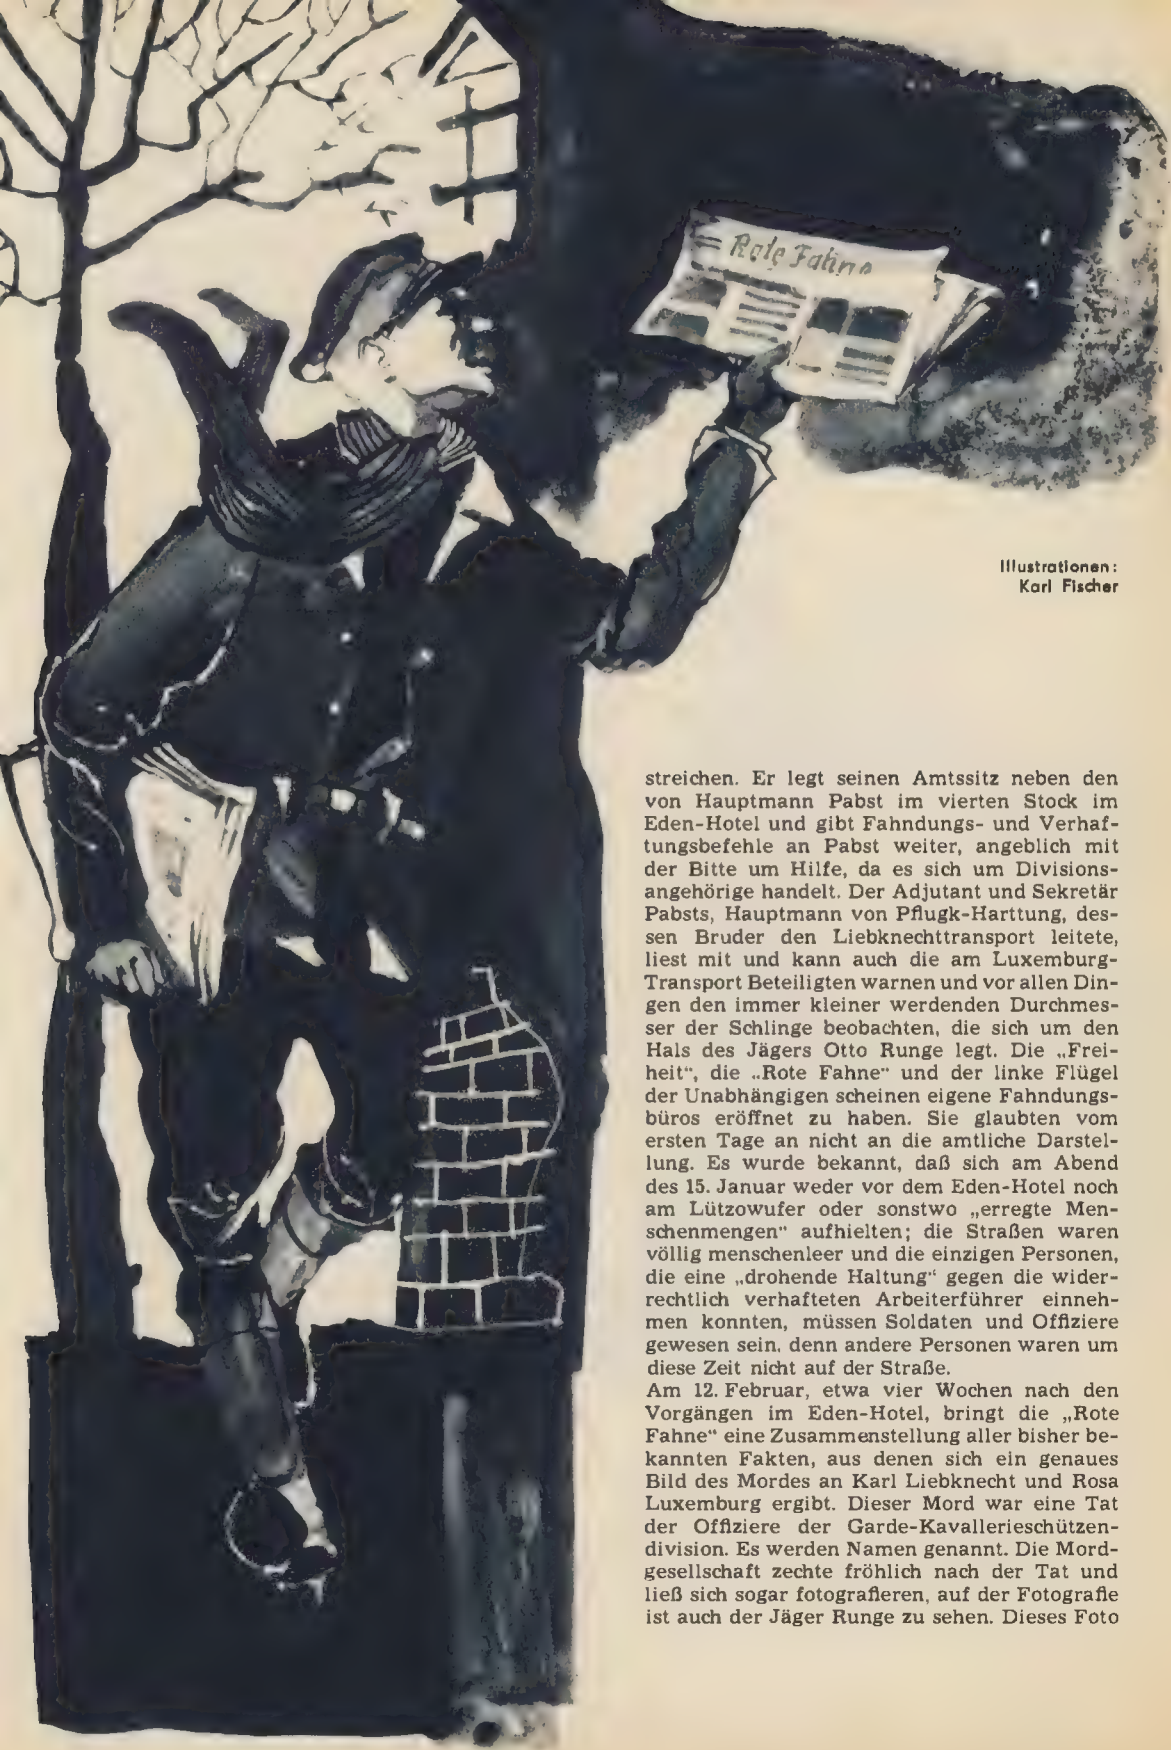 Rote Fahne
Illustrationen:
Karl Fischer
streichen. Er legt seinen Amtssitz neben den
von Hauptmann Pabst im vierten Stock im
Eden-Hotel und gibt Fahndungs- und Verhaf-
tungsbefehle an Pabst weiter, angeblich mit
der Bitte um Hilfe, da es sich um Divisions-
angehörige handelt. Der Adjutant und Sekretär
Pabsts, Hauptmann von Pflugk-Harttung, des-
sen Bruder den Liebknechttransport leitete,
liest mit und kann auch die am Luxemburg-
Transport Beteiligten warnen und vor allen Din-
gen den immer kleiner werdenden Durchmes-
ser der Schlinge beobachten, die sich um den
Hals des Jägers Otto Runge legt. Die „Frei-
heit“, die „Rote Fahne“ und der linke Flügel
der Unabhängigen scheinen eigene Fahndungs-
büros eröffnet zu haben. Sie glaubten vom
ersten Tage an nicht an die amtliche Darstel-
lung. Es wurde bekannt, daß sich am Abend
des 15. Januar weder vor dem Eden-Hotel noch
am Lützowufer oder sonstwo „erregte Men-
schenmengen“ aufhielten; die Straßen waren
völlig menschenleer und die einzigen Personen,
die eine „drohende Haltung“ gegen die wider-
rechtlich verhafteten Arbeiterführer einneh-
men konnten, müssen Soldaten und Offiziere
gewesen sein, denn andere Personen waren um
diese Zeit nicht auf der Straße.
Am 12. Februar, etwa vier Wochen nach den
Vorgängen im Eden-Hotel, bringt die „Rote
Fahne“ eine Zusammenstellung aller bisher be-
kannten Fakten, aus denen sich ein genaues
Bild des Mordes an Karl Liebknecht und Rosa
Luxemburg ergibt. Dieser Mord war eine Tat
der Offiziere der Garde-Kavallerieschützen-
division. Es werden Namen genannt. Die Mord-
gesellschaft zechte fröhlich nach der Tat und
ließ sich sogar fotografieren, auf der Fotografie
ist auch der Jäger Runge zu sehen. Dieses Foto